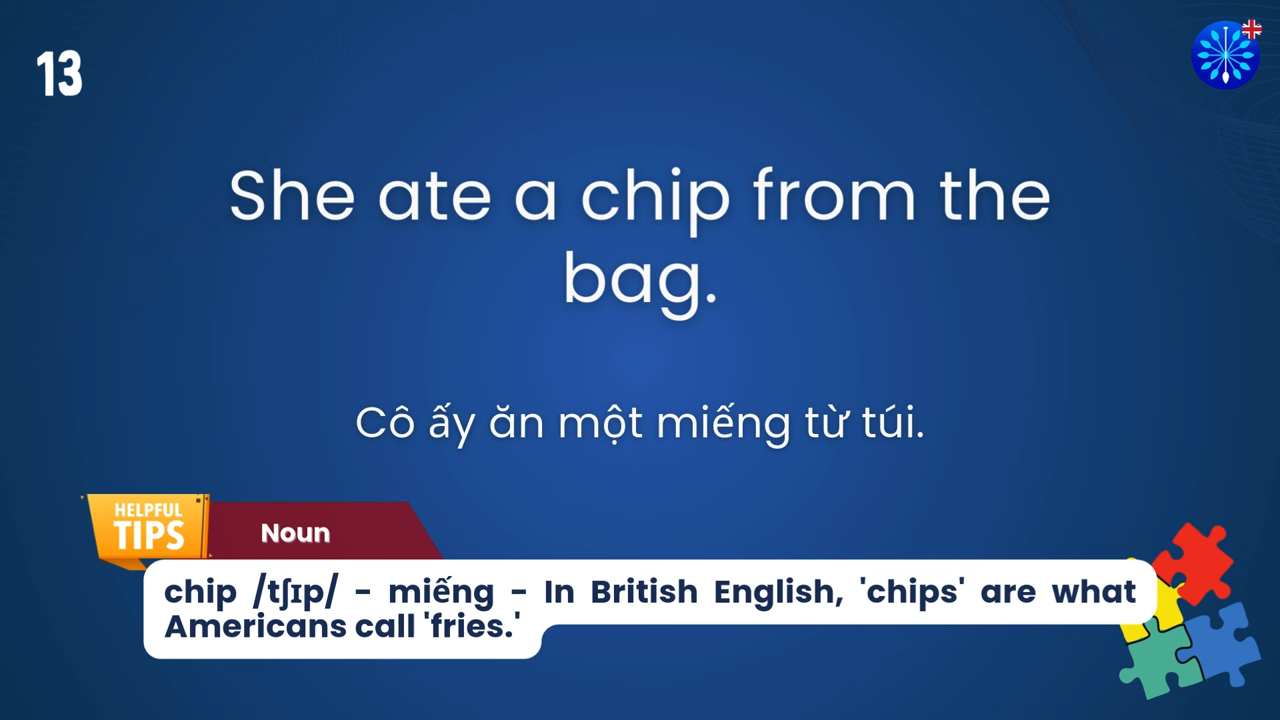 13
She ate a chip from the
bag.
Cô ấy ăn một miếng từ túi.
HELPFUL
TIPS
Noun
chip /tʃɪp/ - miếng - In British English, 'chips' are what
Americans call 'fries.'